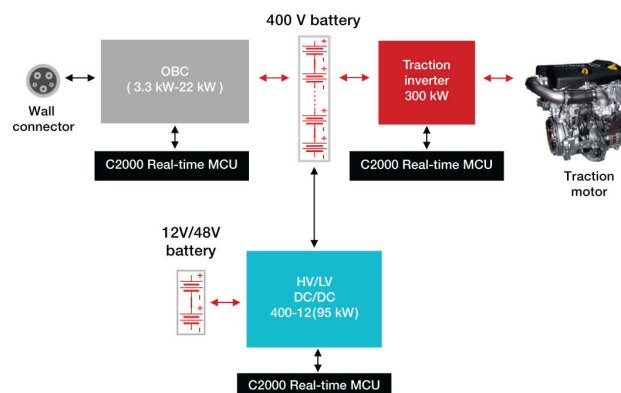 400 V battery
OBC
( 3.3 kW-22 kW )
Traction
inverter
300 kW
Wall
connector
C2000 Real-time MCU
C2000 Real-time MCU
Traction
motor
12V/48V
battery
HV/LV
DC/DC
400-12(95 kW)
C2000 Real-time MCU